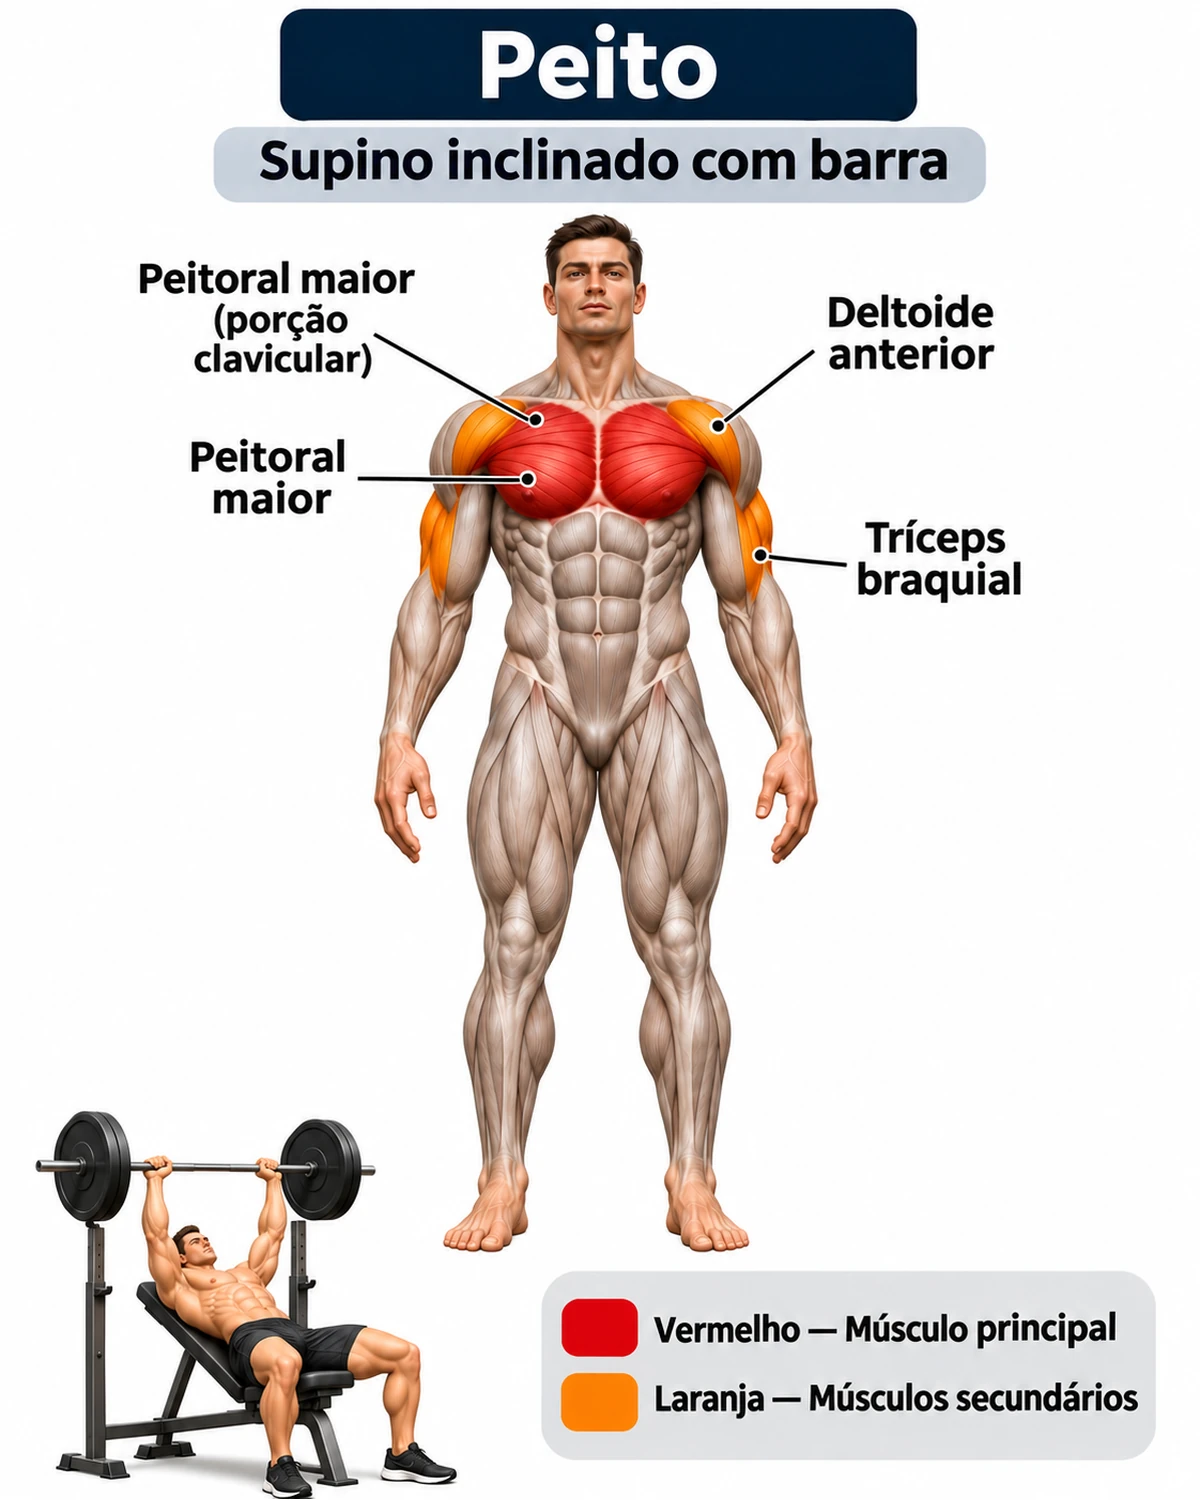 Peito
Supino inclinado com barra
Peitoral maior
(porção
clavicular)
Deltoide
anterior
Peitoral
maior
Tríceps
braquial
Vermelho — Músculo principal
Laranja — Músculos secundários